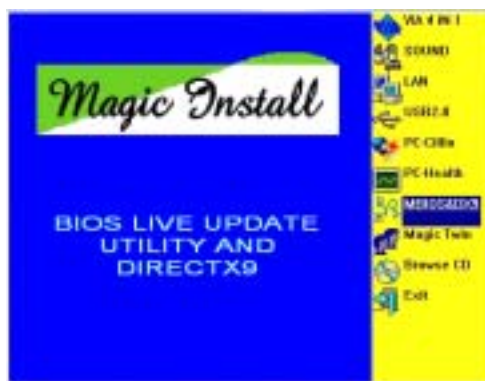 Magic Install
BIOS LIVE UPDATE
UTILITY AND
DIRECTX9
VIA 4 IN 1
SOUND
LAN
USB2.0
PC-Cillin
PC-Health
Magic Twin
Browse CD
Exit